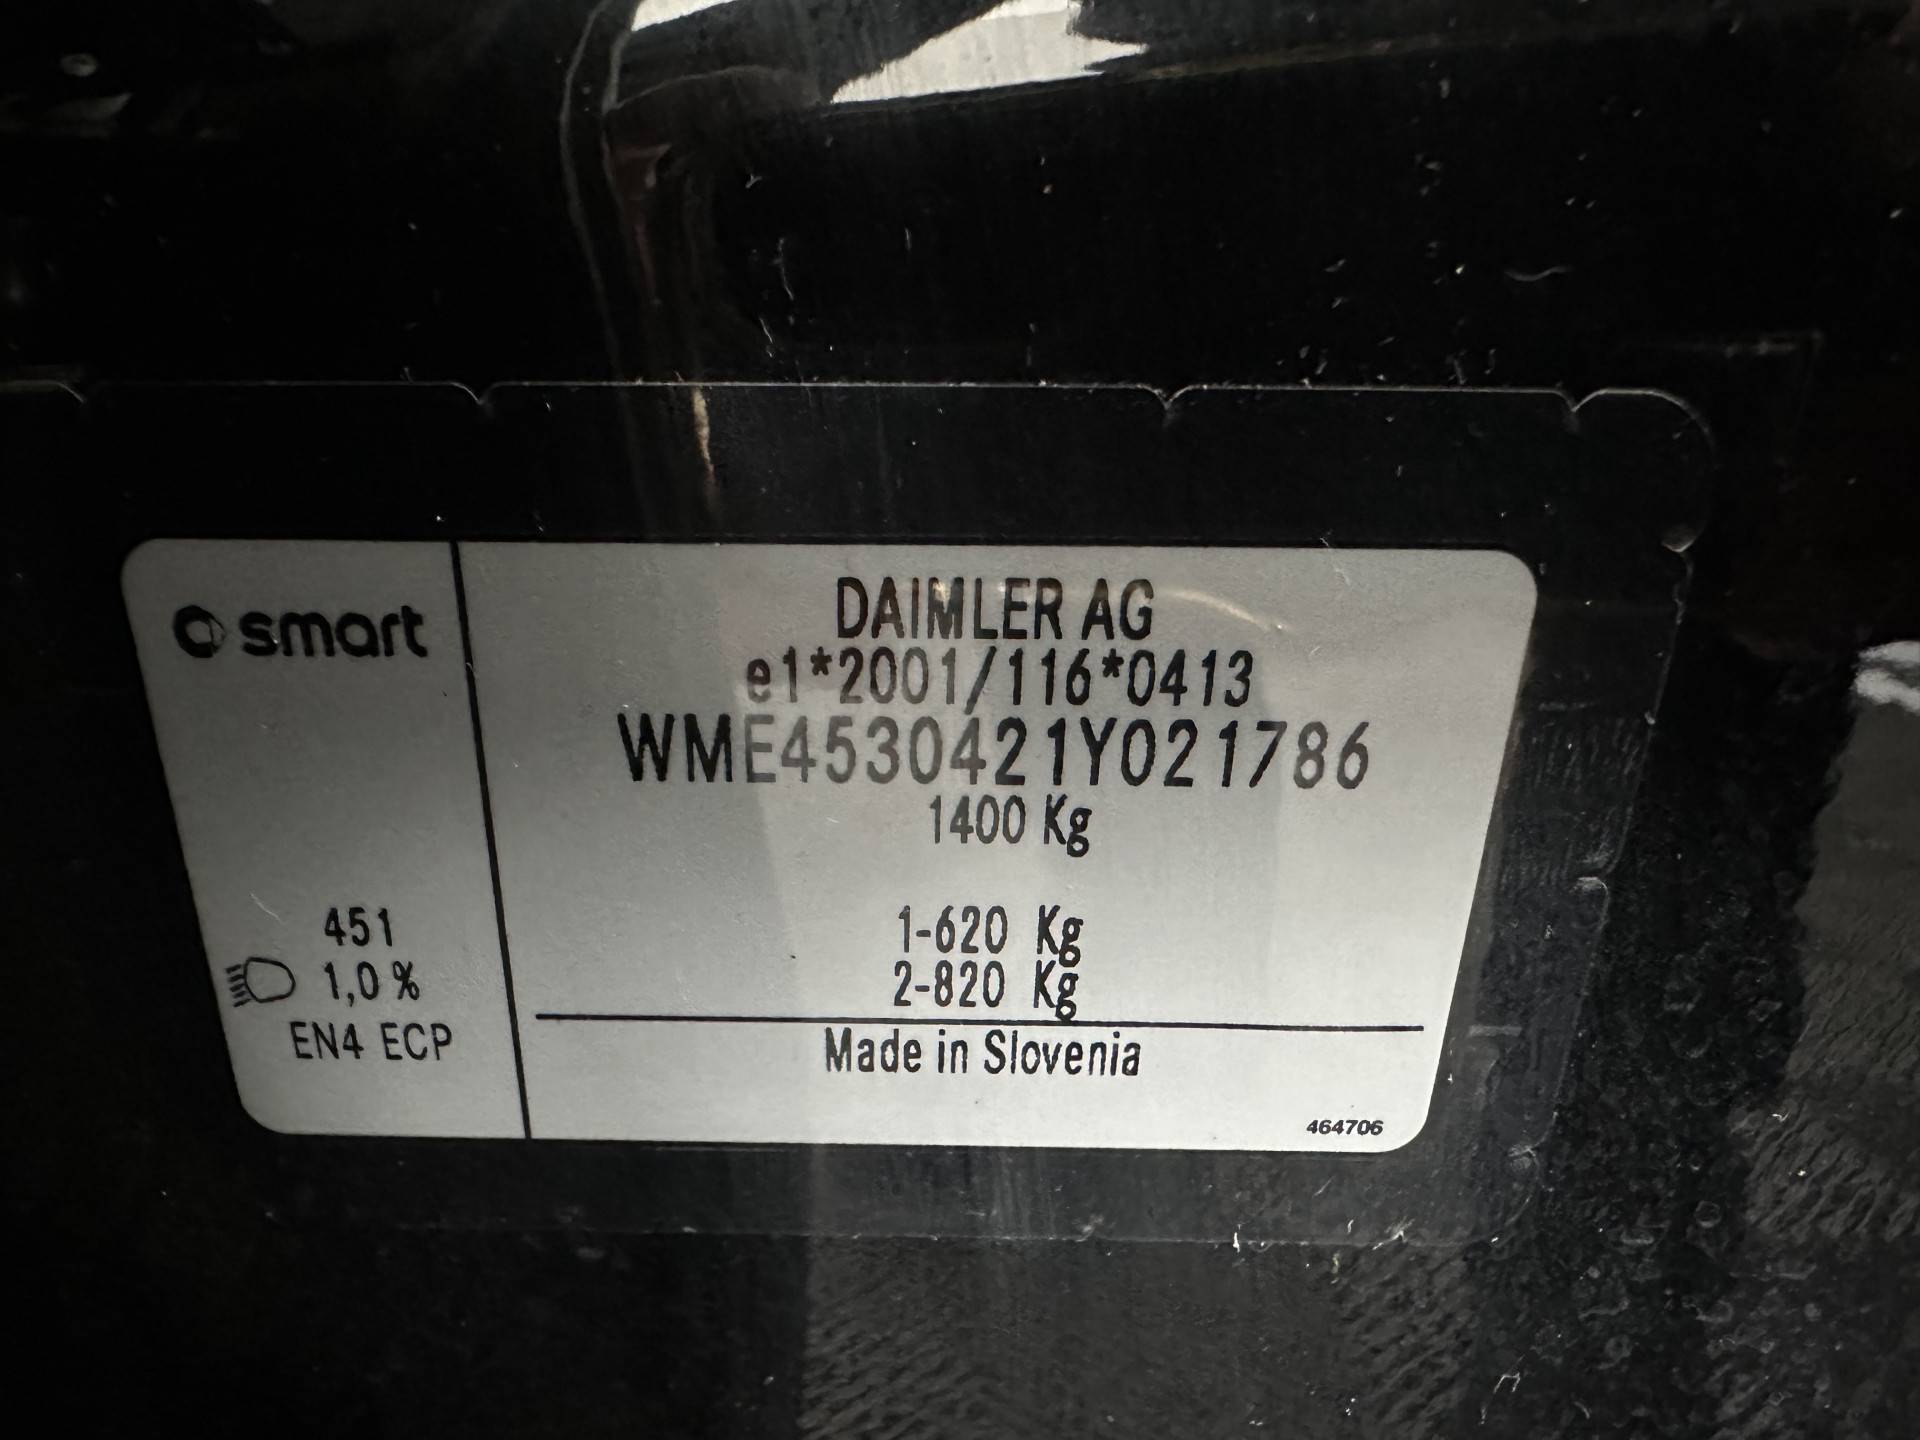 smart
DAIMLER AG
e1*2001/116*0413
WME4530421Y021786
1400 Kg
1-620 Kg
2-820 Kg
451
1,0 %
EN4 ECP
Made in Slovenia
464706